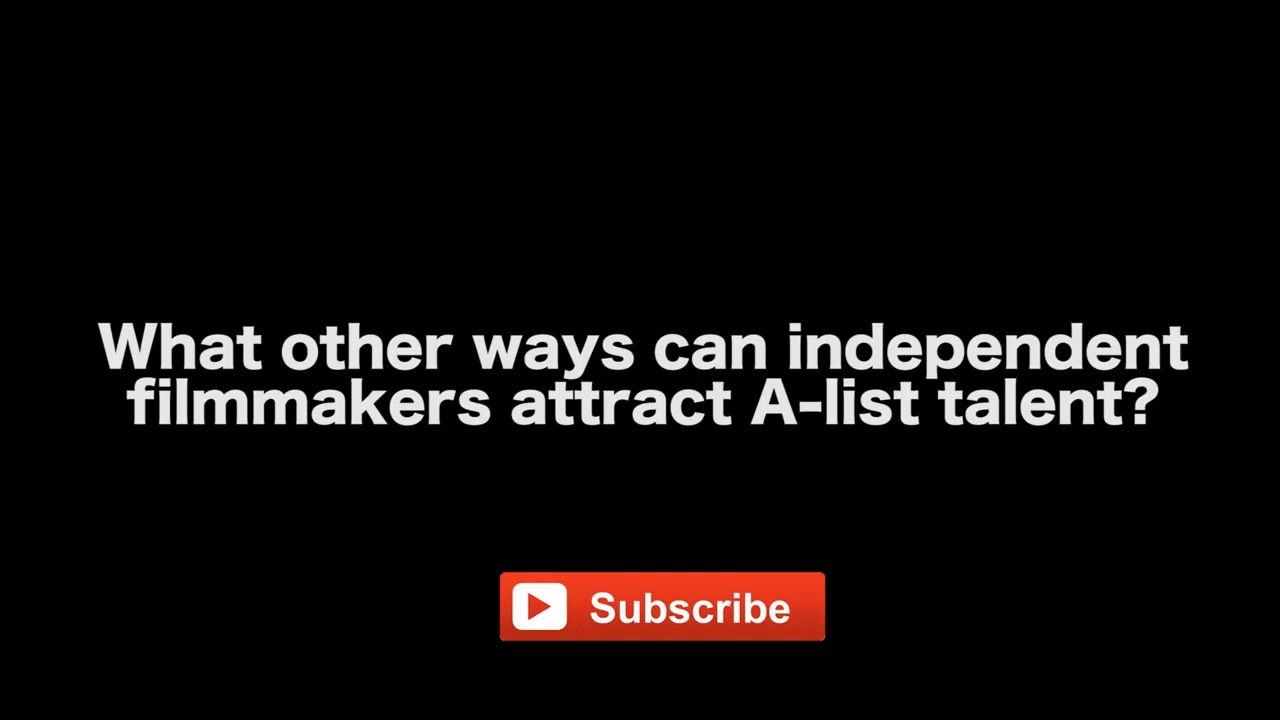 What other ways can independent
filmmakers attract A-list talent?
Subscribe